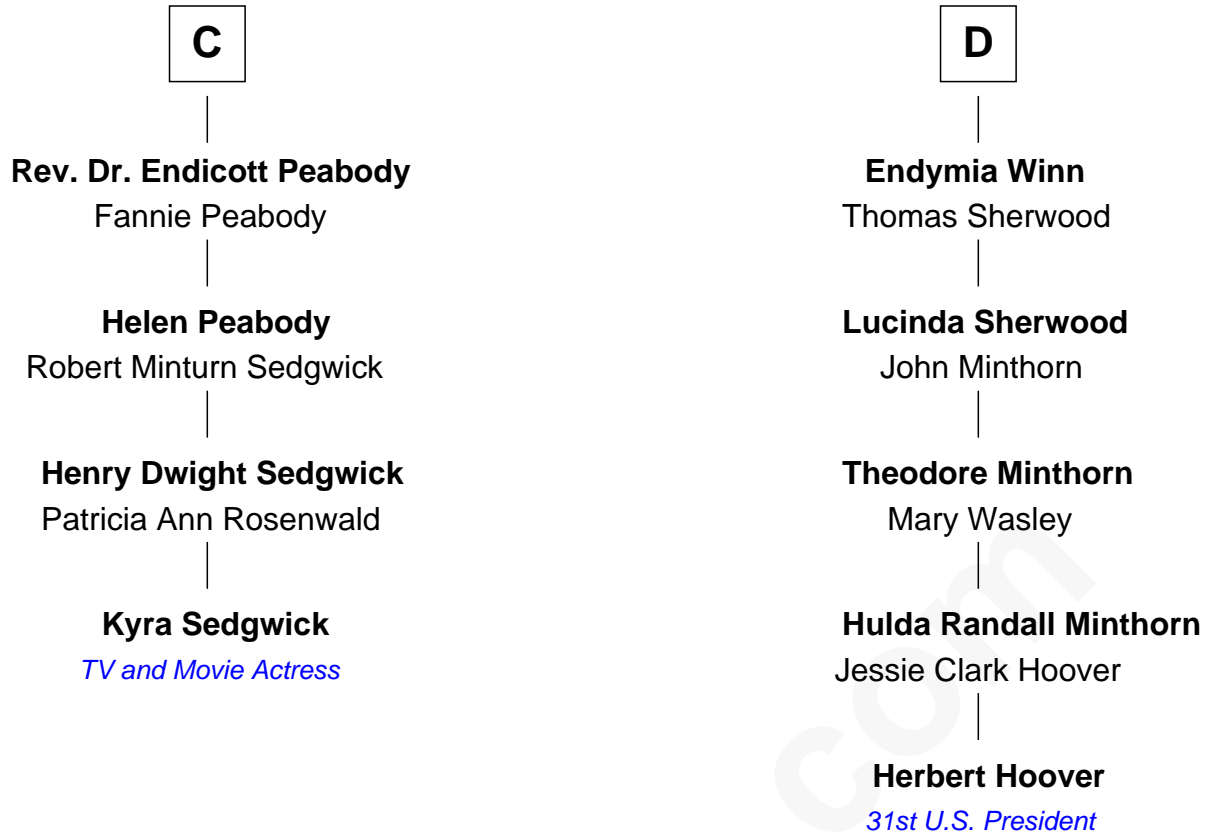 C
Rev. Dr. Endicott Peabody
Fannie Peabody
Helen Peabody
Robert Minturn Sedgwick
Henry Dwight Sedgwick
Patricia Ann Rosenwald
Kyra Sedgwick
TV and Movie Actress
D
Endymia Winn
Thomas Sherwood
Lucinda Sherwood
John Minthorn
Theodore Minthorn
Mary Wasley
Hulda Randall Minthorn
Jessie Clark Hoover
Herbert Hoover
31st U.S. President
com